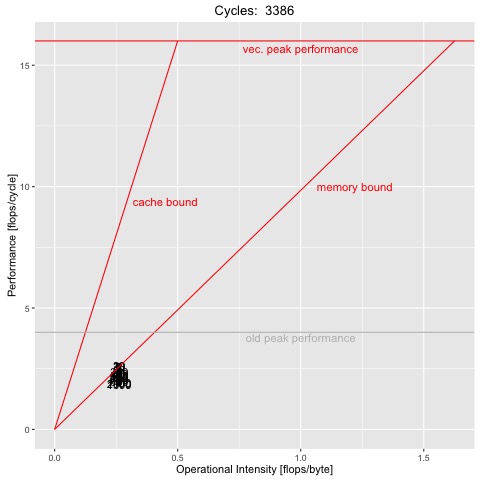 Cycles: 3386
15
vec. peak performance
10
memory bound
cache bound
5
old peak performance
0
0.0
0.5
1.0
1.5
Operational Intensity [flops/byte]
Performance [flops/cycle]